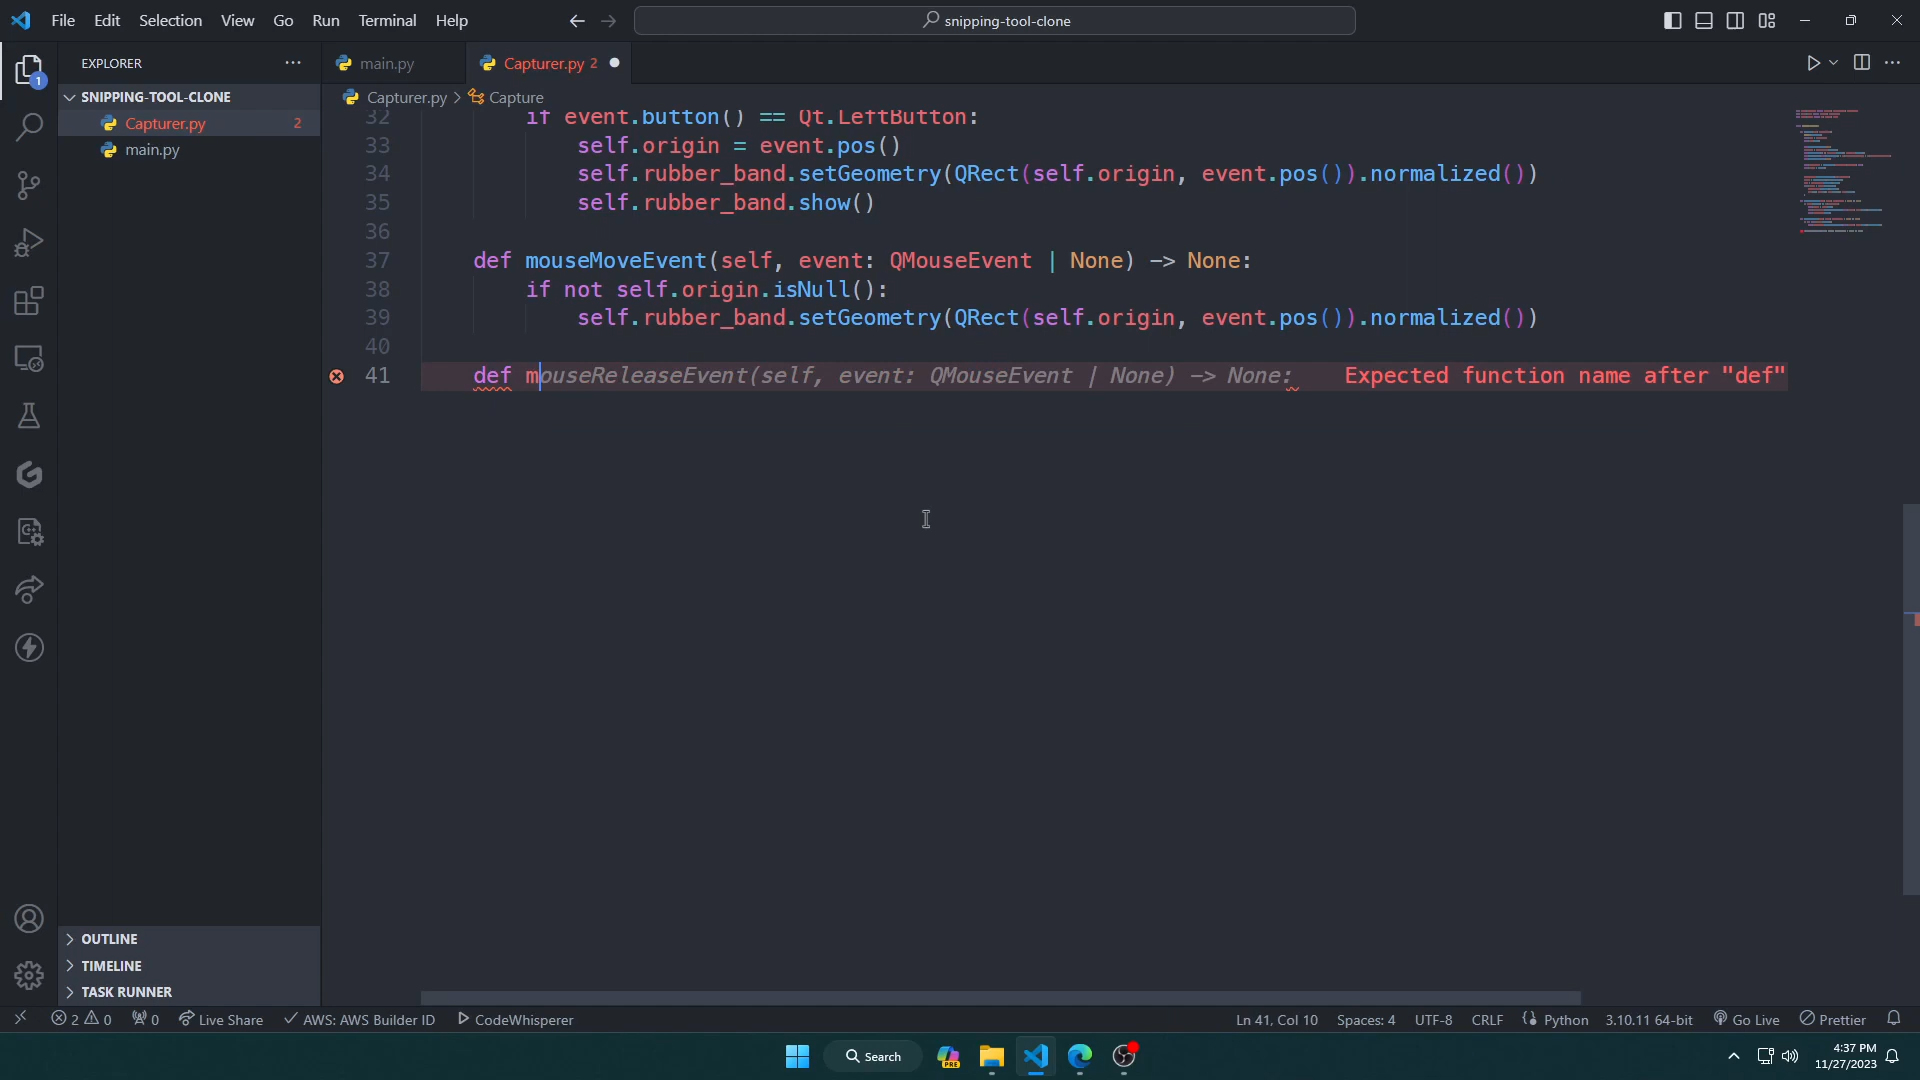 File Edit Selection View Go Run Terminal Help
snipping-tool-clone
EXPLORER
main.py
Capturer.py 2
1
SNIPPING-TOOL-CLONE
Capturer.py > Capture
Capturer.py 2
main.py
32 if event.button() == Qt.LeftButton:
33 self.origin = event.pos()
34 self.rubber_band.setGeometry(QRect(self.origin, event.pos()).normalized())
35 self.rubber_band.show()
36
37 def mouseMoveEvent(self, event: QMouseEvent | None) -> None:
38 if not self.origin.isNull():
39 self.rubber_band.setGeometry(QRect(self.origin, event.pos()).normalized())
40
41 def mouseReleaseEvent(self, event: QMouseEvent | None) -> None: Expected function name after "def"
OUTLINE
TIMELINE
TASK RUNNER
2 0 0 Live Share AWS: AWS Builder ID CodeWhisperer Ln 41, Col 10 Spaces: 4 UTF-8 CRLF Python 3.10.11 64-bit Go Live Prettier
Search
PRE
4:37 PM
11/27/2023